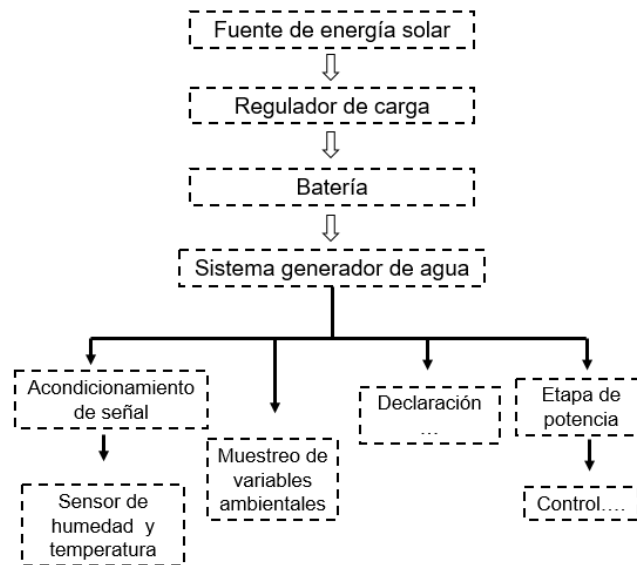 Fuente de energía solar
Regulador de carga
Batería
Sistema generador de agua
Acondicionamiento
de señal
Sensor de
humedad y
temperatura
Muestreo de
variables
ambientales
Declaración
...
Etapa de
potencia
Control....